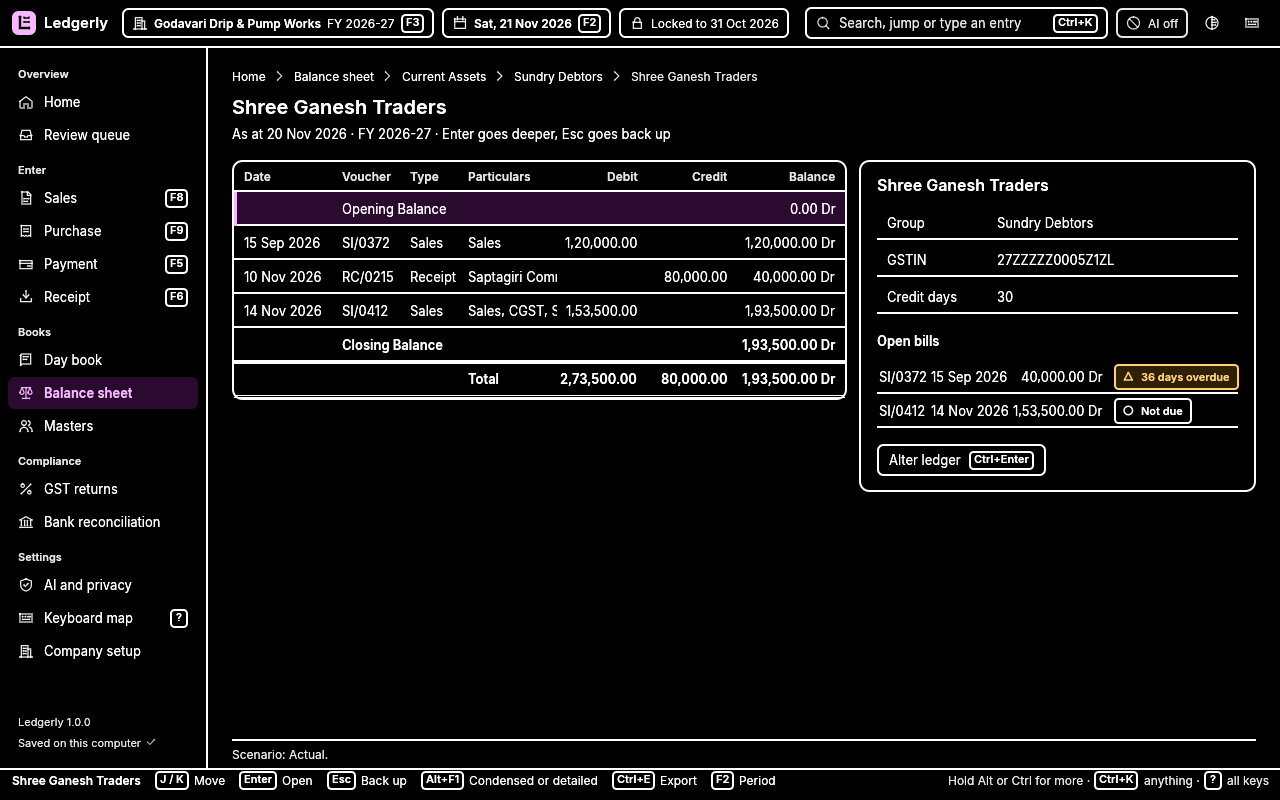 Ledgerly
Godavari Drip & Pump Works FY 2026-27 F3
Sat, 21 Nov 2026 F2
Locked to 31 Oct 2026
Search, jump or type an entry Ctrl+K
AI off
Overview
Home
Review queue
Enter
Sales F8
Purchase F9
Payment F5
Receipt F6
Books
Day book
Balance sheet
Masters
Compliance
GST returns
Bank reconciliation
Settings
AI and privacy
Keyboard map ?
Company setup
Ledgerly 1.0.0
Saved on this computer
Home Balance sheet Current Assets Sundry Debtors Shree Ganesh Traders
Shree Ganesh Traders
As at 20 Nov 2026 · FY 2026-27 · Enter goes deeper, Esc goes back up
Date Voucher Type Particulars Debit Credit Balance
Opening Balance 0.00 Dr
15 Sep 2026 SI/0372 Sales Sales 1,20,000.00 1,20,000.00 Dr
10 Nov 2026 RC/0215 Receipt Saptagiri 80,000.00 40,000.00 Dr
14 Nov 2026 SI/0412 Sales Sales, CGST, 1,53,500.00 1,93,500.00 Dr
Closing Balance 1,93,500.00 Dr
Total 2,73,500.00 80,000.00 1,93,500.00 Dr
Shree Ganesh Traders
Group Sundry Debtors
GSTIN 27ZZZZZ0005Z1ZL
Credit days 30
Open bills
SI/0372 15 Sep 2026 40,000.00 Dr 36 days overdue
SI/0412 14 Nov 2026 1,53,500.00 Dr Not due
Alter ledger Ctrl+Enter
Scenario: Actual.
Shree Ganesh Traders J / K Move Enter Open Esc Back up Alt+F1 Condensed or detailed Ctrl+E Export F2 Period
Hold Alt or Ctrl for more · Ctrl+K anything · ? all keys